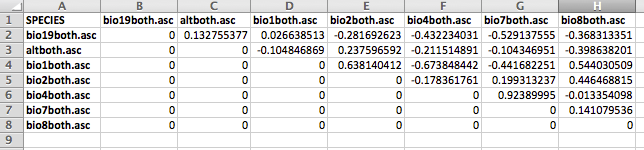 A B C D E F G H
1 SPECIES bio19both.asc altboth.asc bio1both.asc bio2both.asc bio4both.asc bio7both.asc bio8both.asc
2 bio19both.asc 0 0.132755377 0.026638513 -0.281692623 -0.432234031 -0.529137555 -0.368313351
3 altboth.asc 0 0 -0.104846869 0.237596592 -0.211514891 -0.104346951 -0.398638201
4 bio1both.asc 0 0 0 0.638140412 -0.673848442 -0.441682251 0.544030509
5 bio2both.asc 0 0 0 0 -0.178361761 0.199313237 0.446468815
6 bio4both.asc 0 0 0 0 0 0.92389995 -0.013354098
7 bio7both.asc 0 0 0 0 0 0 0.141079536
8 bio8both.asc 0 0 0 0 0 0 0
9